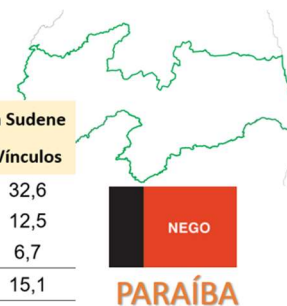 Sudene
Vínculos
32,6
12,5
6,7
15,1
NEGO
PARAÍBA